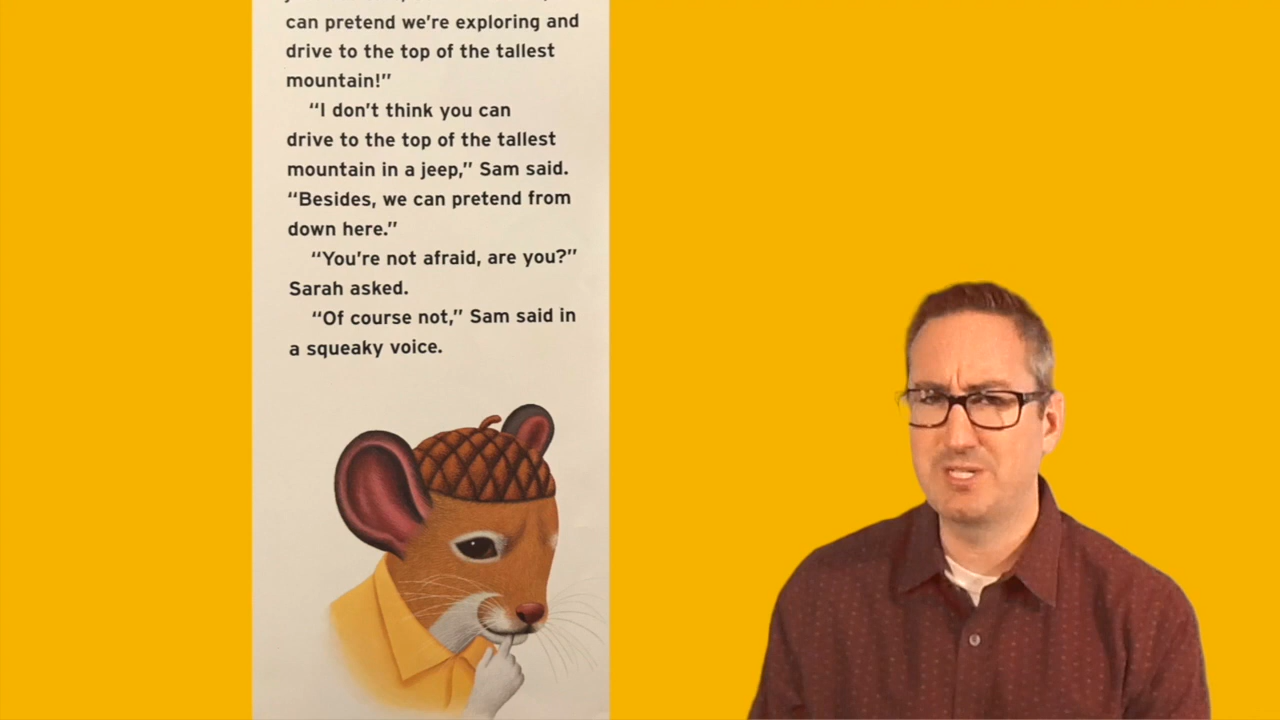 can pretend we’re exploring and
drive to the top of the tallest
mountain!”
“I don’t think you can
drive to the top of the tallest
mountain in a jeep,” Sam said.
“Besides, we can pretend from
down here.”
“You’re not afraid, are you?”
Sarah asked.
“Of course not,” Sam said in
a squeaky voice.